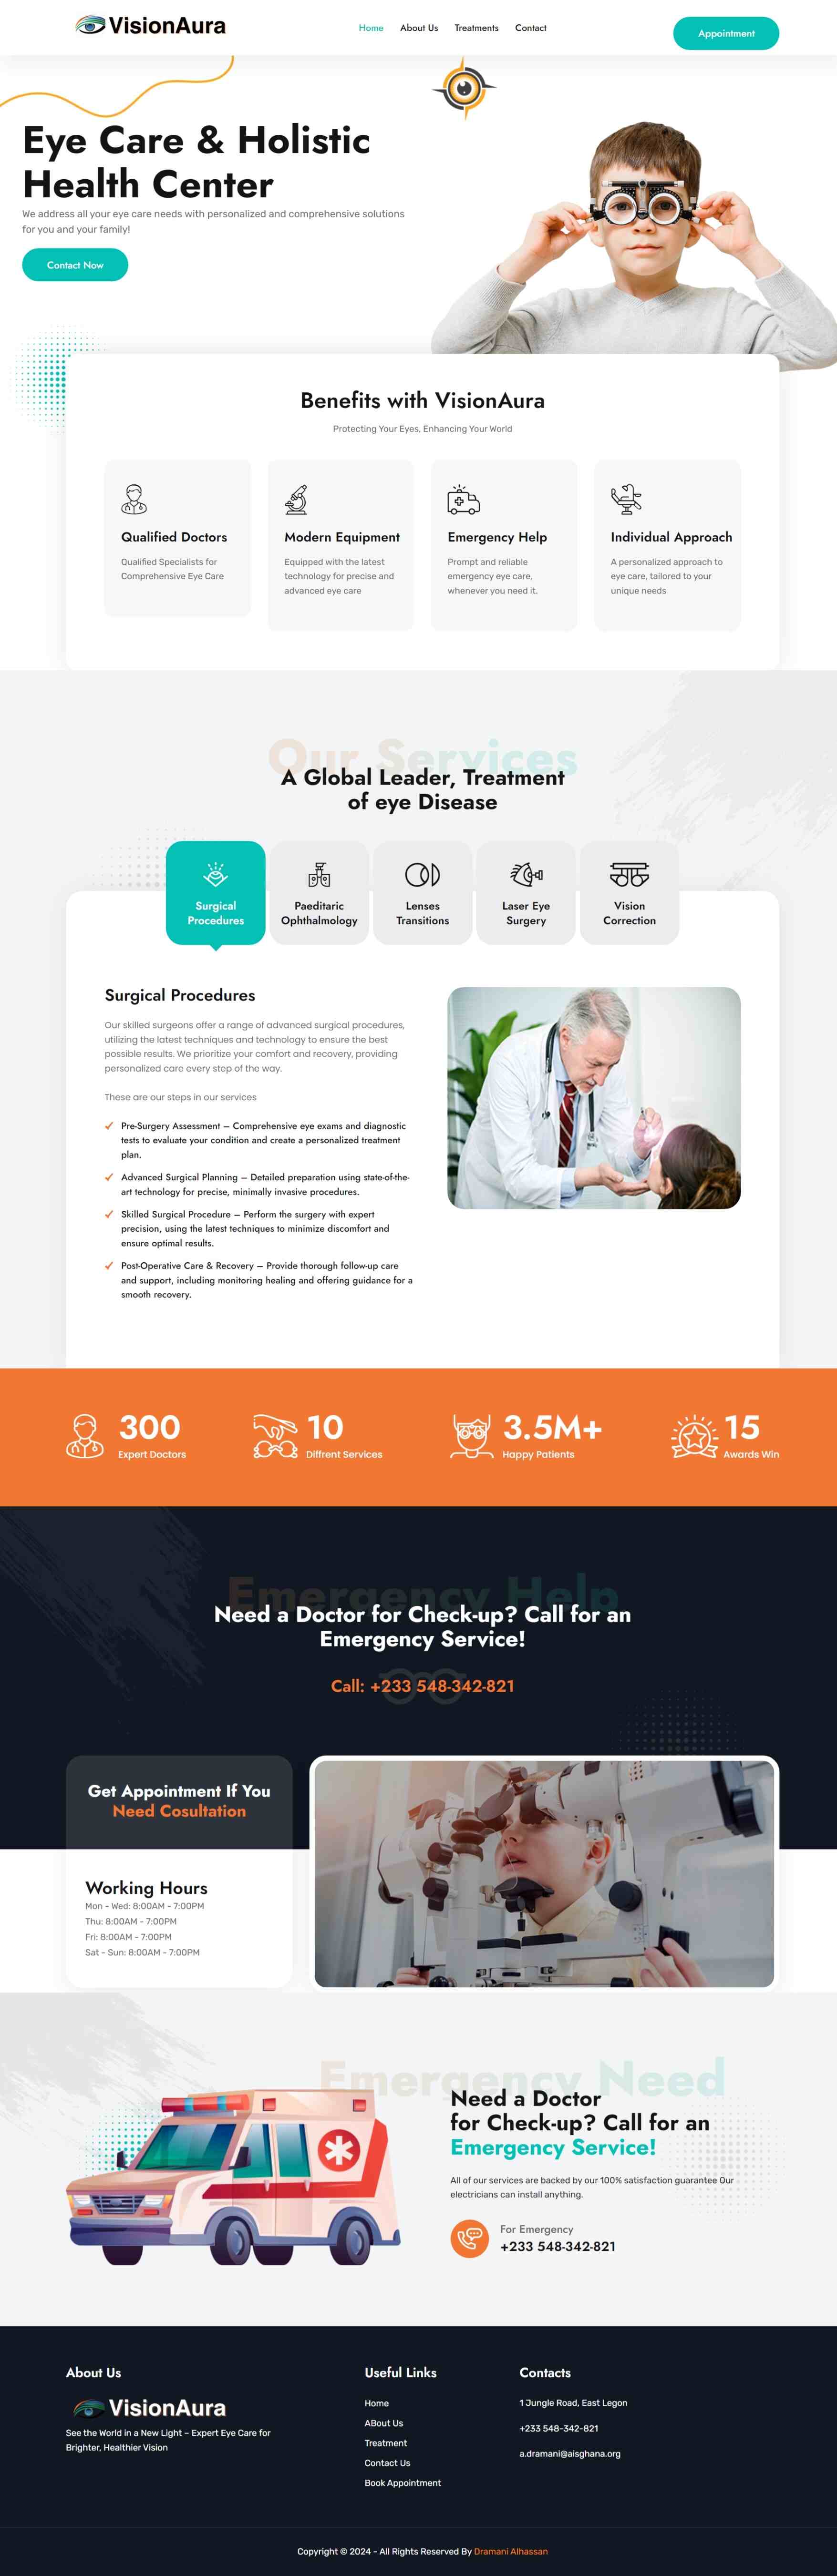 VisionAura
Home
About Us
Treatments
Contact
Appointment
Eye Care & Holistic
Health Center
We address all your eye care needs with personalized and comprehensive solutions
for you and your family!
Contact Now
Benefits with VisionAura
Protecting Your Eyes, Enhancing Your World
Qualified Doctors
Qualified Specialists for
Comprehensive Eye Care
Modern Equipment
Equipped with the latest
technology for precise and
advanced eye care
Emergency Help
Prompt and reliable
emergency eye care,
whenever you need it.
Individual Approach
A personalized approach to
eye care, tailored to your
unique needs
Our Services
A Global Leader, Treatment
of eye Disease
Surgical
Procedures
Paeditaric
Ophthalmology
Lenses
Transitions
Laser Eye
Surgery
Vision
Correction
Surgical Procedures
Our skilled surgeons offer a range of advanced surgical procedures,
utilizing the latest techniques and technology to ensure the best
possible results. We prioritize your comfort and recovery, providing
personalized care every step of the way.
These are our steps in our services
Pre-Surgery Assessment – Comprehensive eye exams and diagnostic
tests to evaluate your condition and create a personalized treatment
plan.
Advanced Surgical Planning – Detailed preparation using state-of-the-
art technology for precise, minimally invasive procedures.
Skilled Surgical Procedure – Perform the surgery with expert
precision, using the latest techniques to minimize discomfort and
ensure optimal results.
Post-Operative Care & Recovery – Provide thorough follow-up care
and support, including monitoring healing and offering guidance for a
smooth recovery.
300
Expert Doctors
10
Diffrent Services
3.5M+
Happy Patients
15
Awards Win
Emergency Help
Need a Doctor for Check-up? Call for an
Emergency Service!
Call: +233 548-342-821
Get Appointment If You
Need Cosultation
Working Hours
Mon - Wed: 8:00AM - 7:00PM
Thu: 8:00AM - 7:00PM
Fri: 8:00AM - 7:00PM
Sat - Sun: 8:00AM - 7:00PM
Emergency Need
Need a Doctor
for Check-up? Call for an
Emergency Service!
All of our services are backed by our 100% satisfaction guarantee Our
electricians can install anything.
For Emergency
+233 548-342-821
About Us
VisionAura
See the World in a New Light – Expert Eye Care for
Brighter, Healthier Vision
Useful Links
Home
ABout Us
Treatment
Contact Us
Book Appointment
Contacts
1 Jungle Road, East Legon
+233 548-342-821
a.dramani@aisghana.org
Copyright © 2024 - All Rights Reserved By Dramani Alhassan